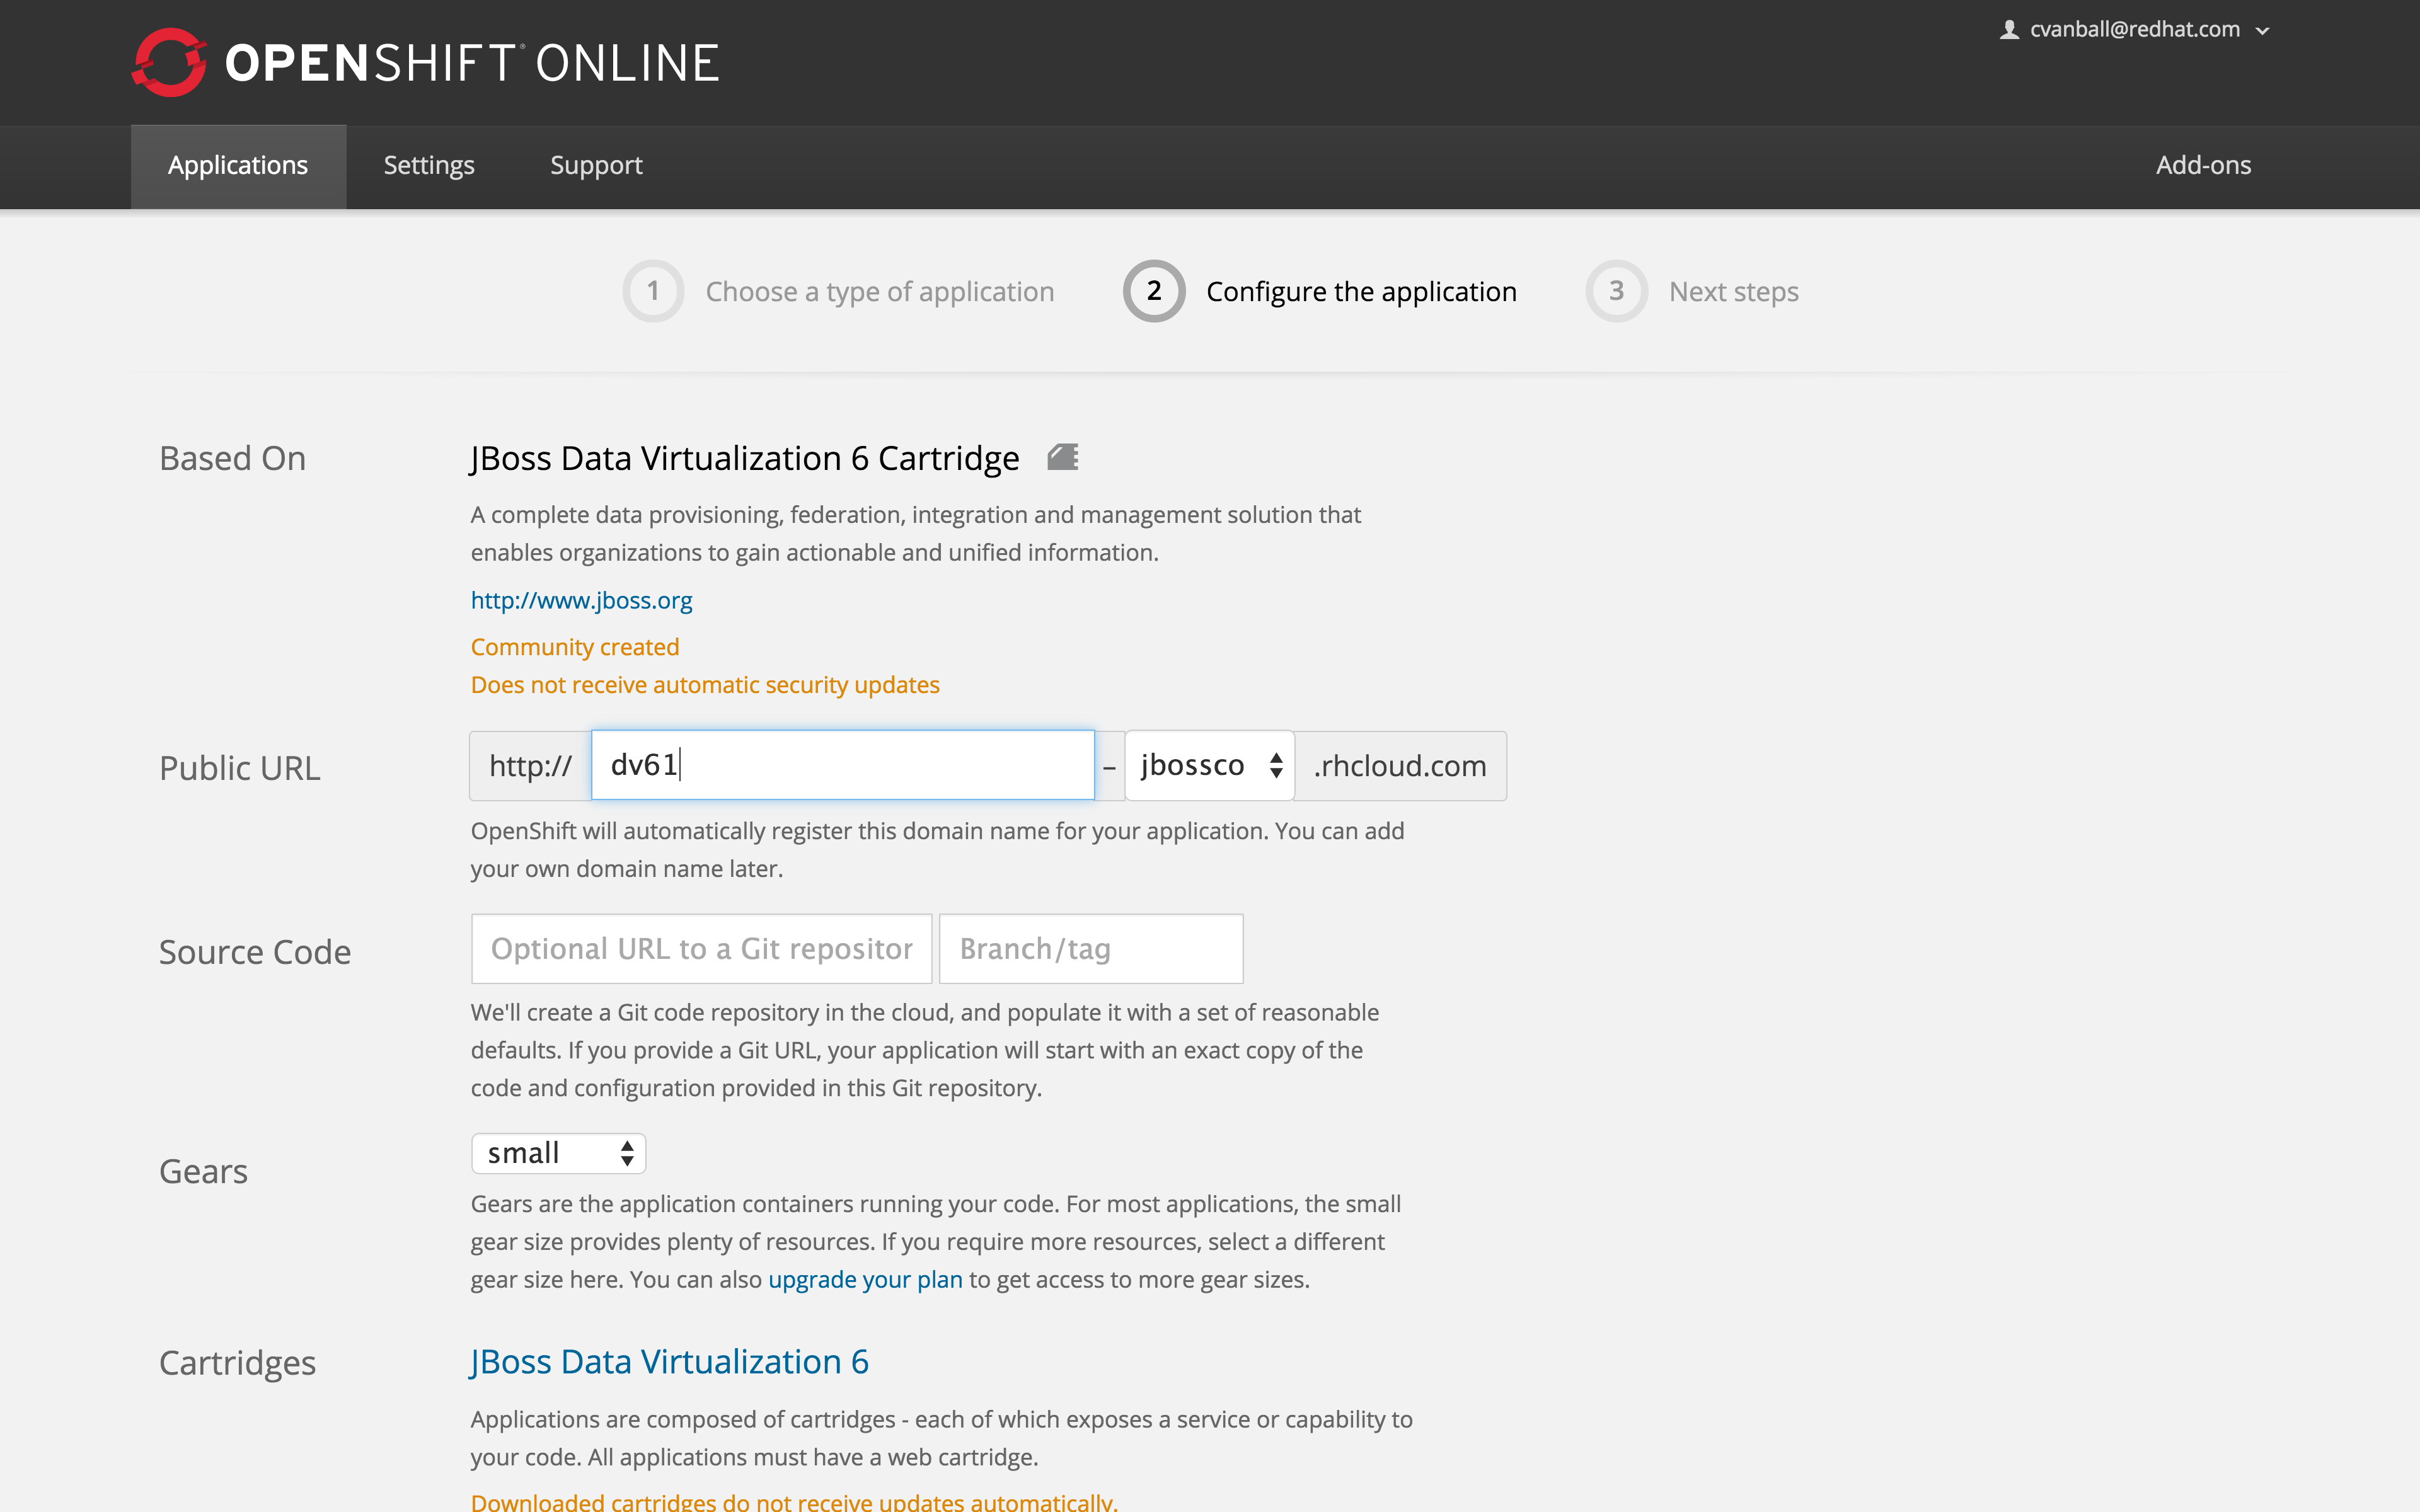 OPENSHIFT® ONLINE
cvanball@redhat.com
Applications Settings Support Add-ons
1 Choose a type of application 2 Configure the application 3 Next steps
Based On JBoss Data Virtualization 6 Cartridge
A complete data provisioning, federation, integration and management solution that
enables organizations to gain actionable and unified information.
http://www.jboss.org
Community created
Does not receive automatic security updates
Public URL http:// dv61 – jbossco .rhcloud.com
OpenShift will automatically register this domain name for your application. You can add
your own domain name later.
Source Code Optional URL to a Git repositor Branch/tag
We'll create a Git code repository in the cloud, and populate it with a set of reasonable
defaults. If you provide a Git URL, your application will start with an exact copy of the
code and configuration provided in this Git repository.
Gears small
Gears are the application containers running your code. For most applications, the small
gear size provides plenty of resources. If you require more resources, select a different
gear size here. You can also upgrade your plan to get access to more gear sizes.
Cartridges JBoss Data Virtualization 6
Applications are composed of cartridges - each of which exposes a service or capability to
your code. All applications must have a web cartridge.
Downloaded cartridges do not receive updates automatically.